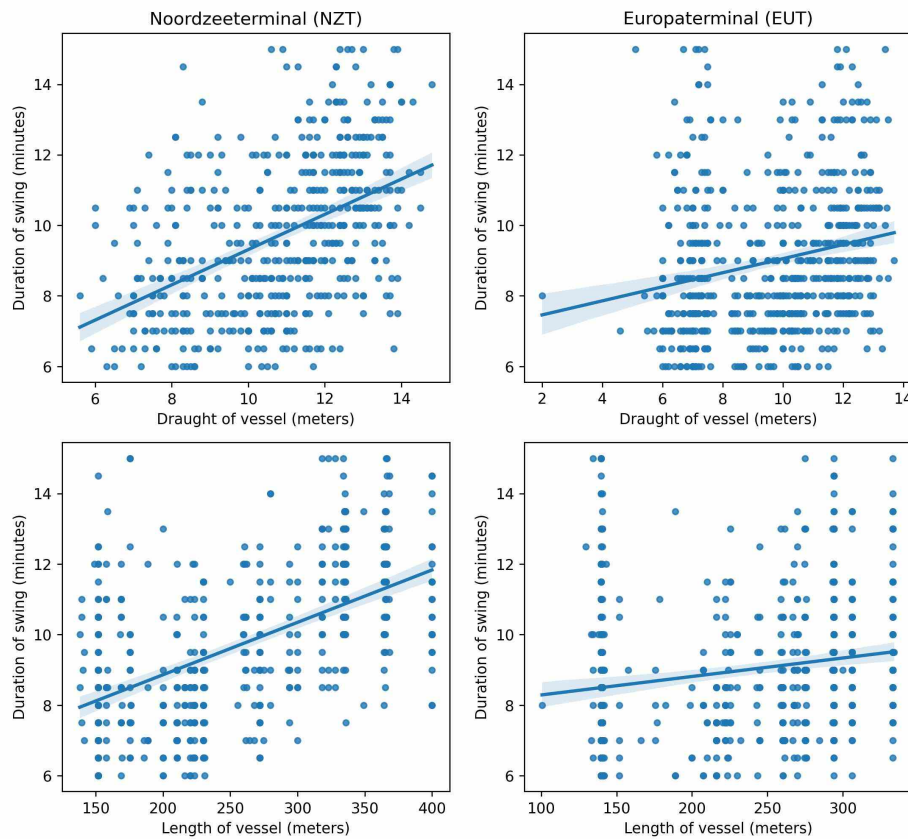 Noordzeeterminal (NZT)
Europaterminal (EUT)
Duration of swing (minutes)
14
12
10
8
6
6 8 10 12 14
Draught of vessel (meters)
Duration of swing (minutes)
14
12
10
8
6
2 4 6 8 10 12 14
Draught of vessel (meters)
Duration of swing (minutes)
14
12
10
8
6
150 200 250 300 350 400
Length of vessel (meters)
Duration of swing (minutes)
14
12
10
8
6
100 150 200 250 300
Length of vessel (meters)